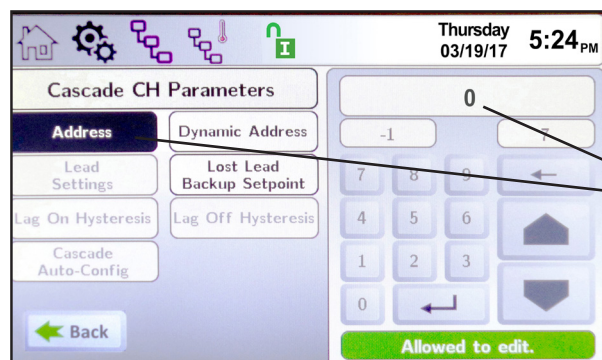 Thursday
03/19/17
5:24 PM
I
Cascade CH Parameters
Address
Dynamic Address
Lead
Settings
Lost Lead
Backup Setpoint
Lag On Hysteresis
Lag Off Hysteresis
Cascade
Auto-Config
Back
0
-1
7
7 8 9
4 5 6
1 2 3
0
Allowed to edit.